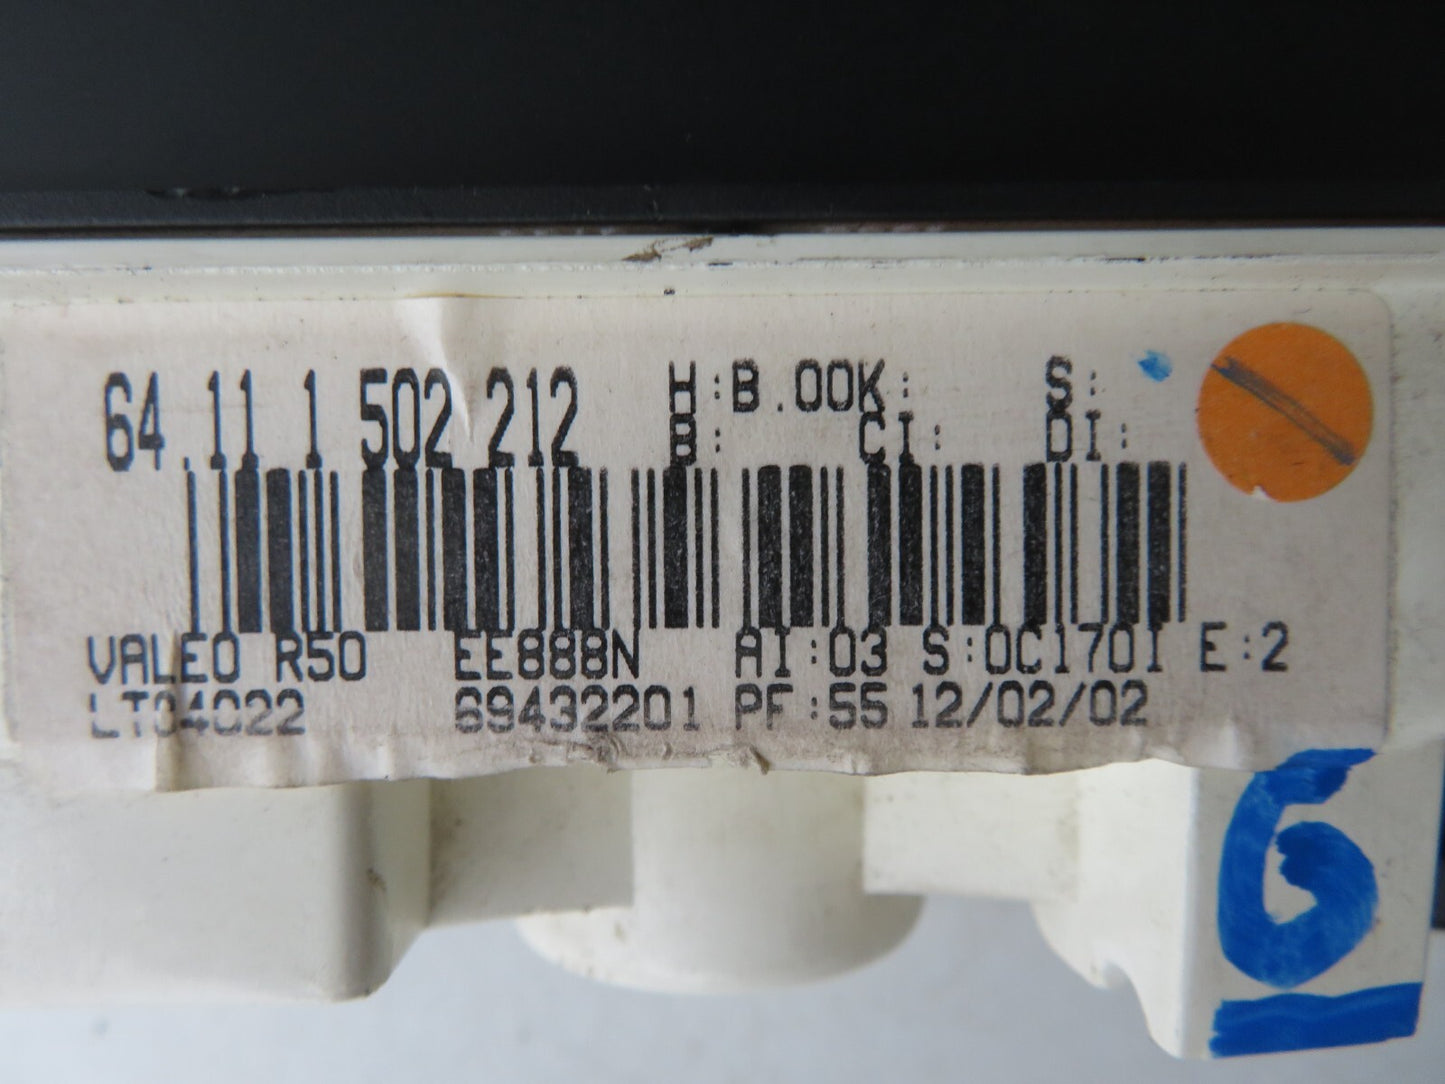 64.11 1 502 212 H:B.00K: S:
B: CI: DI:
VALEO R50 EE888N AI:03 S:0C170I E:2
LT04022 69432201 PF:55 12/02/02
6